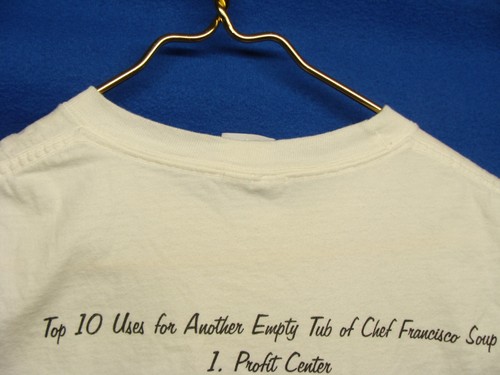 Top 10 Uses for Another Empty Tub of Chef Francisco Soup
1. Profit Center